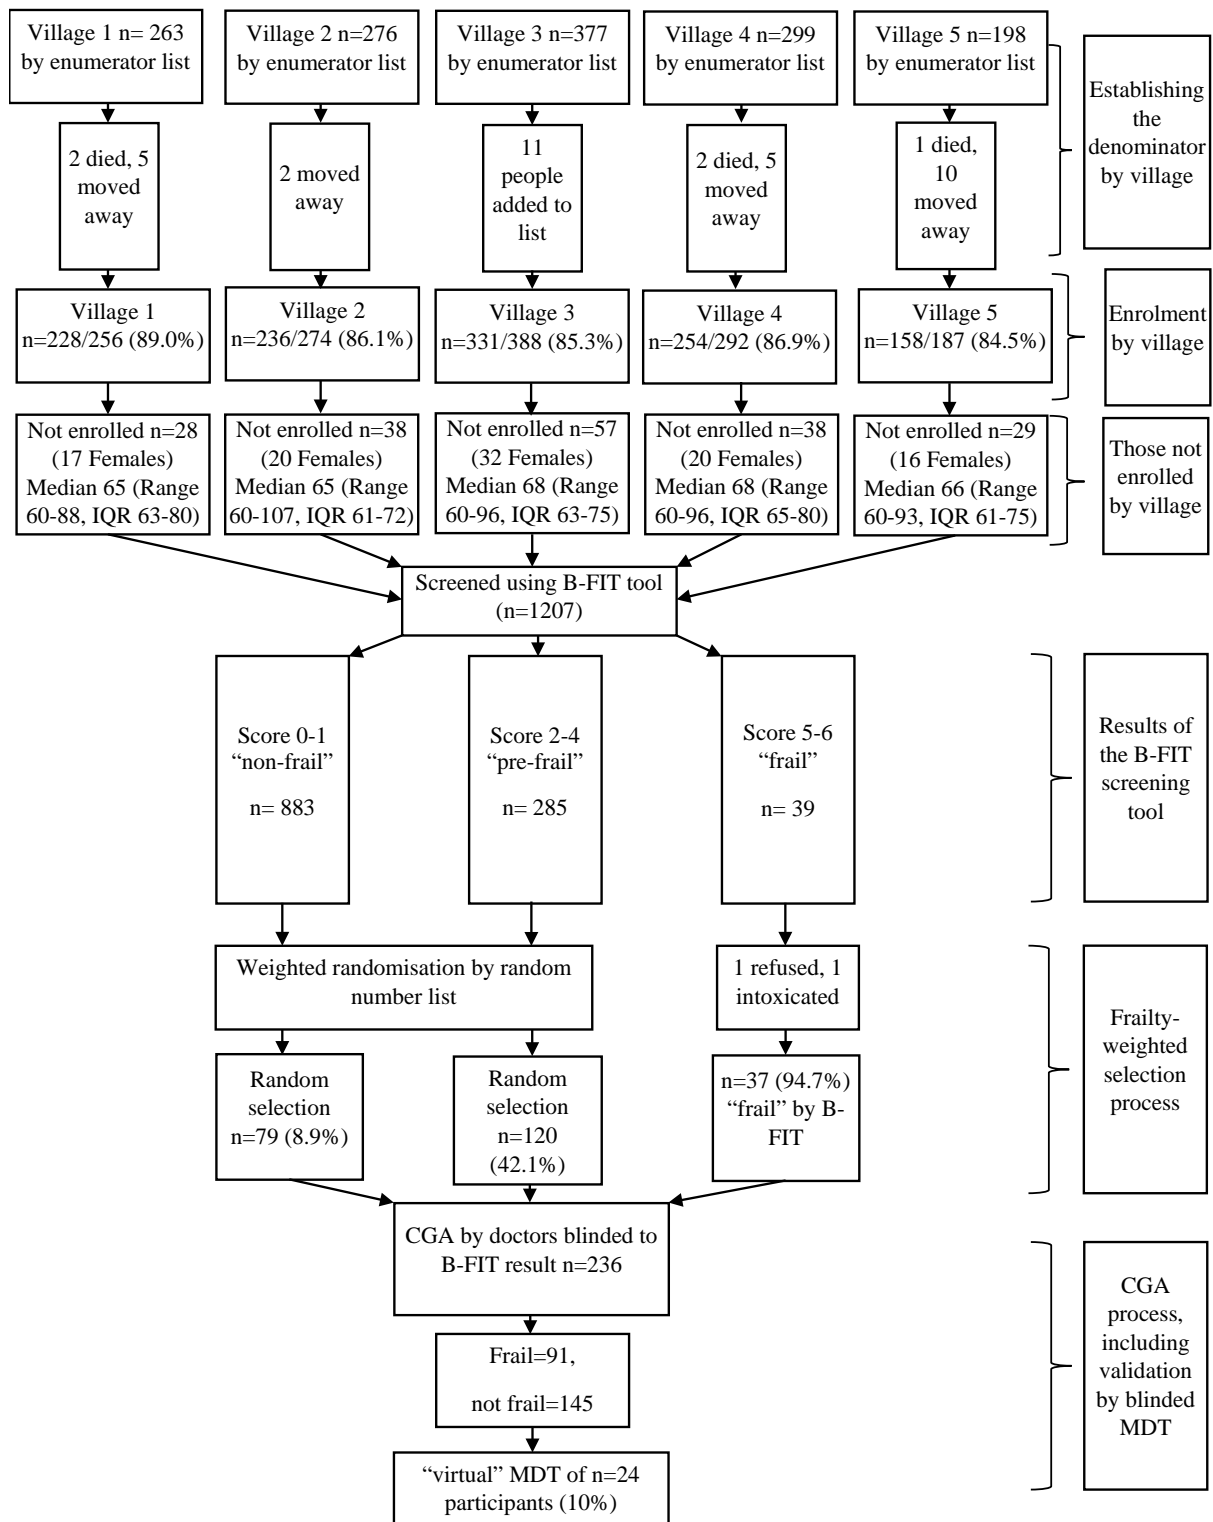 Village 1 n= 263
by enumerator list
Village 2 n=276
by enumerator list
Village 3 n=377
by enumerator list
Village 4 n=299
by enumerator list
Village 5 n=198
by enumerator list
Establishing
the
denominator
by village
2 died, 5
moved
away
2 moved
away
11
people
added to
list
2 died, 5
moved
away
1 died,
10
moved
away
Village 1
n=228/256 (89.0%)
Village 2
n=236/274 (86.1%)
Village 3
n=331/388 (85.3%)
Village 4
n=254/292 (86.9%)
Village 5
n=158/187 (84.5%)
Enrolment
by village
Not enrolled n=28
(17 Females)
Median 65 (Range
60-88, IQR 63-80)
Not enrolled n=38
(20 Females)
Median 65 (Range
60-107, IQR 61-72)
Not enrolled n=57
(32 Females)
Median 68 (Range
60-96, IQR 63-75)
Not enrolled n=38
(20 Females)
Median 68 (Range
60-96, IQR 65-80)
Not enrolled n=29
(16 Females)
Median 66 (Range
60-93, IQR 61-75)
Those not
enrolled
by village
Screened using B-FIT tool
(n=1207)
Score 0-1
“non-frail”
n= 883
Score 2-4
“pre-frail”
n= 285
Score 5-6
“frail”
n= 39
Results of
the B-FIT
screening
tool
Weighted randomisation by random
number list
1 refused, 1
intoxicated
Frailty-
weighted
selection
process
Random
selection
n=79 (8.9%)
Random
selection
n=120
(42.1%)
n=37 (94.7%)
“frail” by B-
FIT
CGA by doctors blinded to
B-FIT result n=236
Frail=91,
not frail=145
“virtual” MDT of n=24
participants (10%)
CGA
process,
including
validation
by blinded
MDT